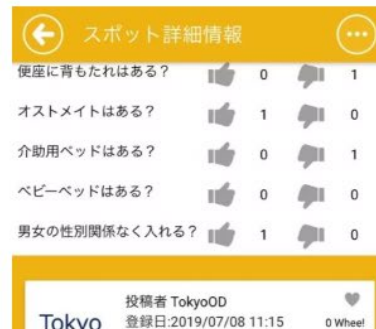 スポット詳細情報
便座に背もたれはある? 0 1
オストメイトはある? 1 0
介助用ベッドはある? 0 1
ベビーベッドはある? 0 0
男女の性別関係なく入れる? 1 0
投稿者 TokyoOD
Tokyo 登録日:2019/07/08 11:15 0 Wheel